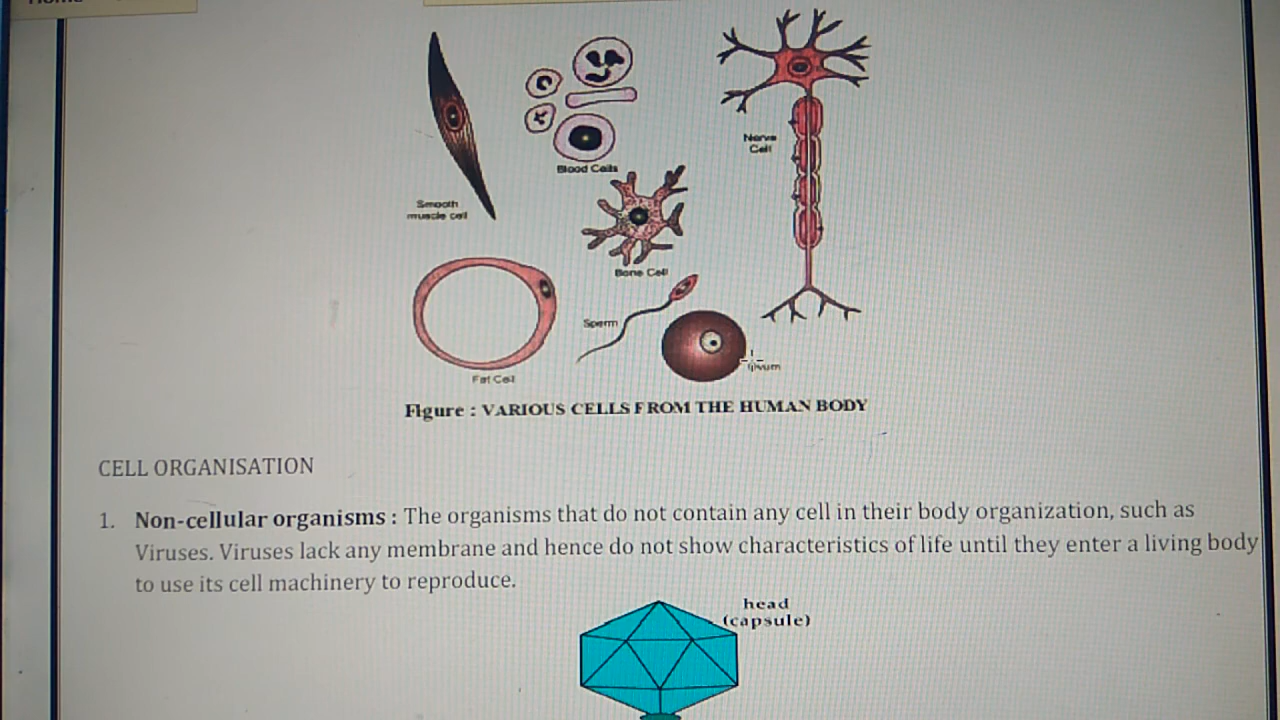 Nerve
Cell
Blood Cells
Smooth
muscle cell
Bone Cell
Sperm
Fat Cell
Figure : VARIOUS CELLS FROM THE HUMAN BODY
CELL ORGANISATION
1. Non-cellular organisms : The organisms that do not contain any cell in their body organization, such as
Viruses. Viruses lack any membrane and hence do not show characteristics of life until they enter a living body
to use its cell machinery to reproduce.
head
(capsule)